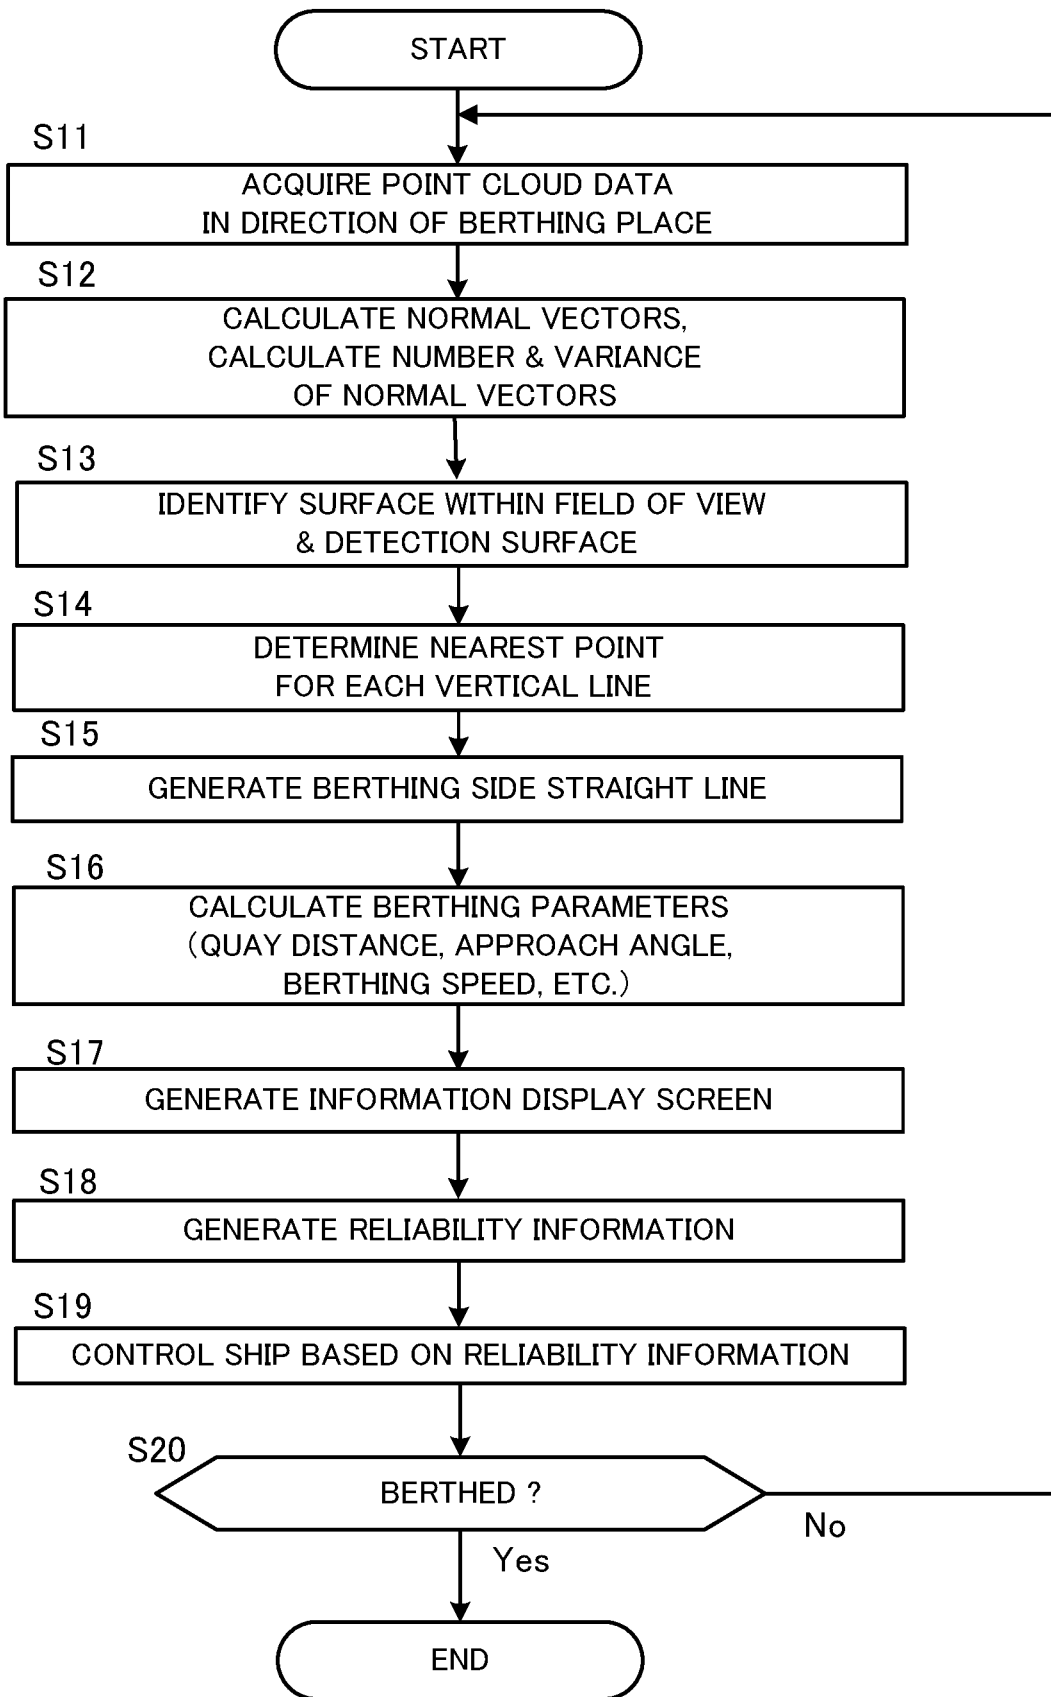 START
S11
ACQUIRE POINT CLOUD DATA
IN DIRECTION OF BERTHING PLACE
S12
CALCULATE NORMAL VECTORS,
CALCULATE NUMBER & VARIANCE
OF NORMAL VECTORS
S13
IDENTIFY SURFACE WITHIN FIELD OF VIEW
& DETECTION SURFACE
S14
DETERMINE NEAREST POINT
FOR EACH VERTICAL LINE
S15
GENERATE BERTHING SIDE STRAIGHT LINE
S16
CALCULATE BERTHING PARAMETERS
(QUAY DISTANCE, APPROACH ANGLE,
BERTHING SPEED, ETC.)
S17
GENERATE INFORMATION DISPLAY SCREEN
S18
GENERATE RELIABILITY INFORMATION
S19
CONTROL SHIP BASED ON RELIABILITY INFORMATION
S20
BERTHED ?
No
Yes
END